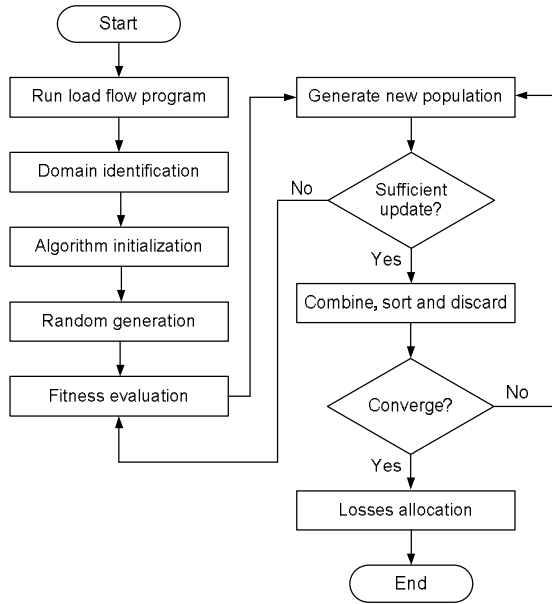 Start
Run load flow program
Domain identification
Algorithm initialization
Random generation
Fitness evaluation
Generate new population
Sufficient
update?
No
Yes
Combine, sort and discard
Converge?
No
Yes
Losses allocation
End